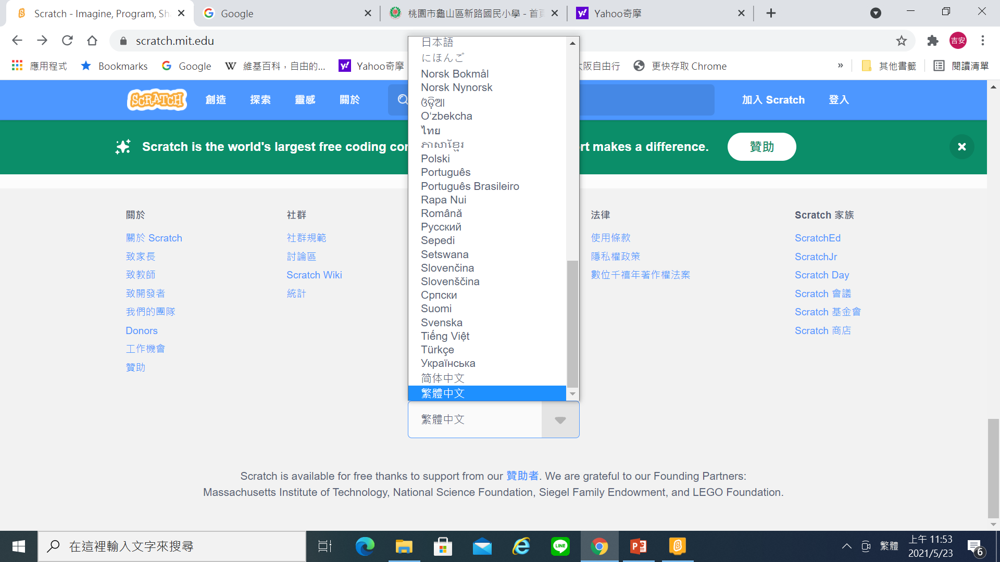 Scratch - Imagine, Program, Sh
Google
桃園市龜山區新路國民小學 - 首頁
Yahoo奇摩
scratch.mit.edu
吉安
應用程式
Bookmarks
Google
維基百科，自由的...
Yahoo奇摩
大阪自由行
更快存取 Chrome
»
其他書籤
閱讀清單
SCRATCH
創造
探索
靈感
關於
加入 Scratch
登入
Scratch is the world's largest free coding co
rt makes a difference.
贊助
日本語
にほんご
Norsk Bokmål
Norsk Nynorsk
ଓଡ଼ିଆ
Oʻzbekcha
ไทย
ភាសាខ្មែរ
Polski
Português
Português Brasileiro
Rapa Nui
Română
Русский
Sepedi
Setswana
Slovenčina
Slovenščina
Српски
Suomi
Svenska
Tiếng Việt
Türkçe
Українська
简体中文
繁體中文
繁體中文
關於
關於 Scratch
致家長
致教師
致開發者
我們的團隊
Donors
工作機會
贊助
社群
社群規範
討論區
Scratch Wiki
統計
法律
使用條款
隱私權政策
數位千禧年著作權法案
Scratch 家族
ScratchEd
ScratchJr
Scratch Day
Scratch 會議
Scratch 基金會
Scratch 商店
Scratch is available for free thanks to support from our 贊助者. We are grateful to our Founding Partners:
Massachusetts Institute of Technology, National Science Foundation, Siegel Family Endowment, and LEGO Foundation.
在這裡輸入文字來搜尋
LINE
繁體
上午 11:53
2021/5/23
6